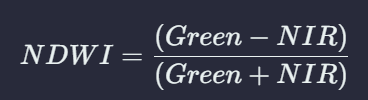 NDWI = (Green − NIR) / (Green + NIR)